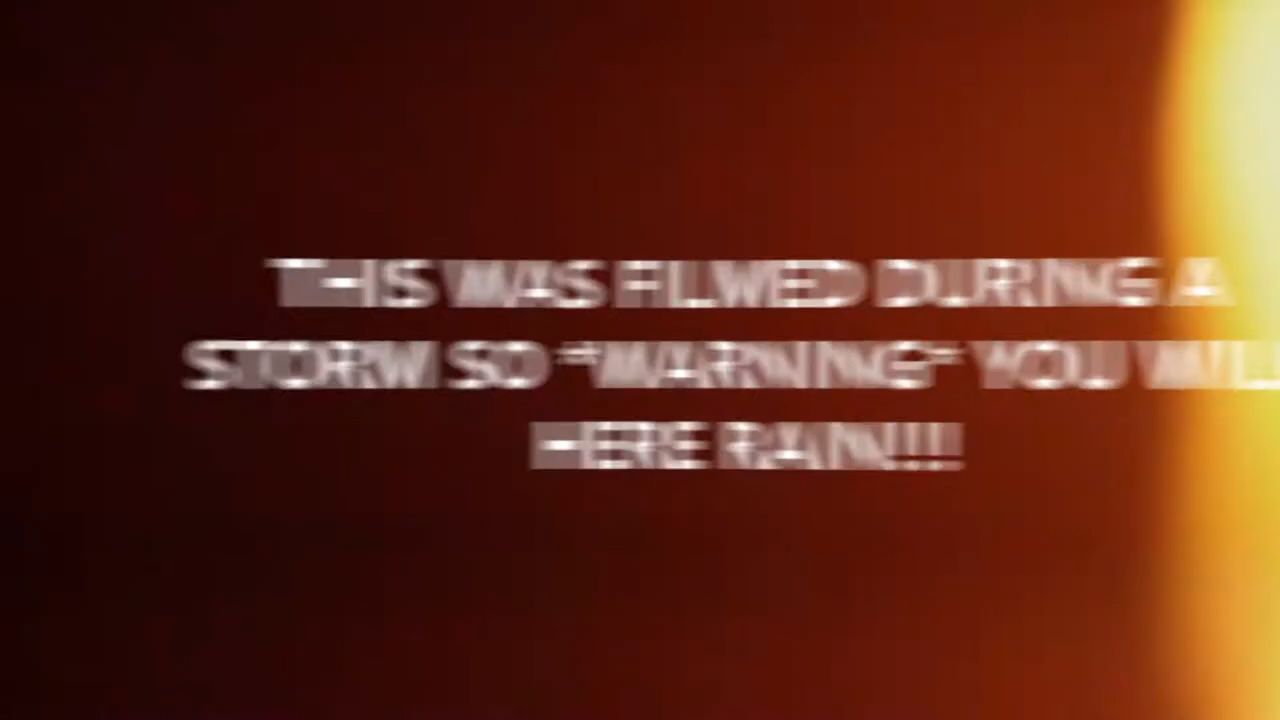 THIS WAS FILMED DURING A
STORM SO *WARNING* YOU WILL
HERE RAIN!!!